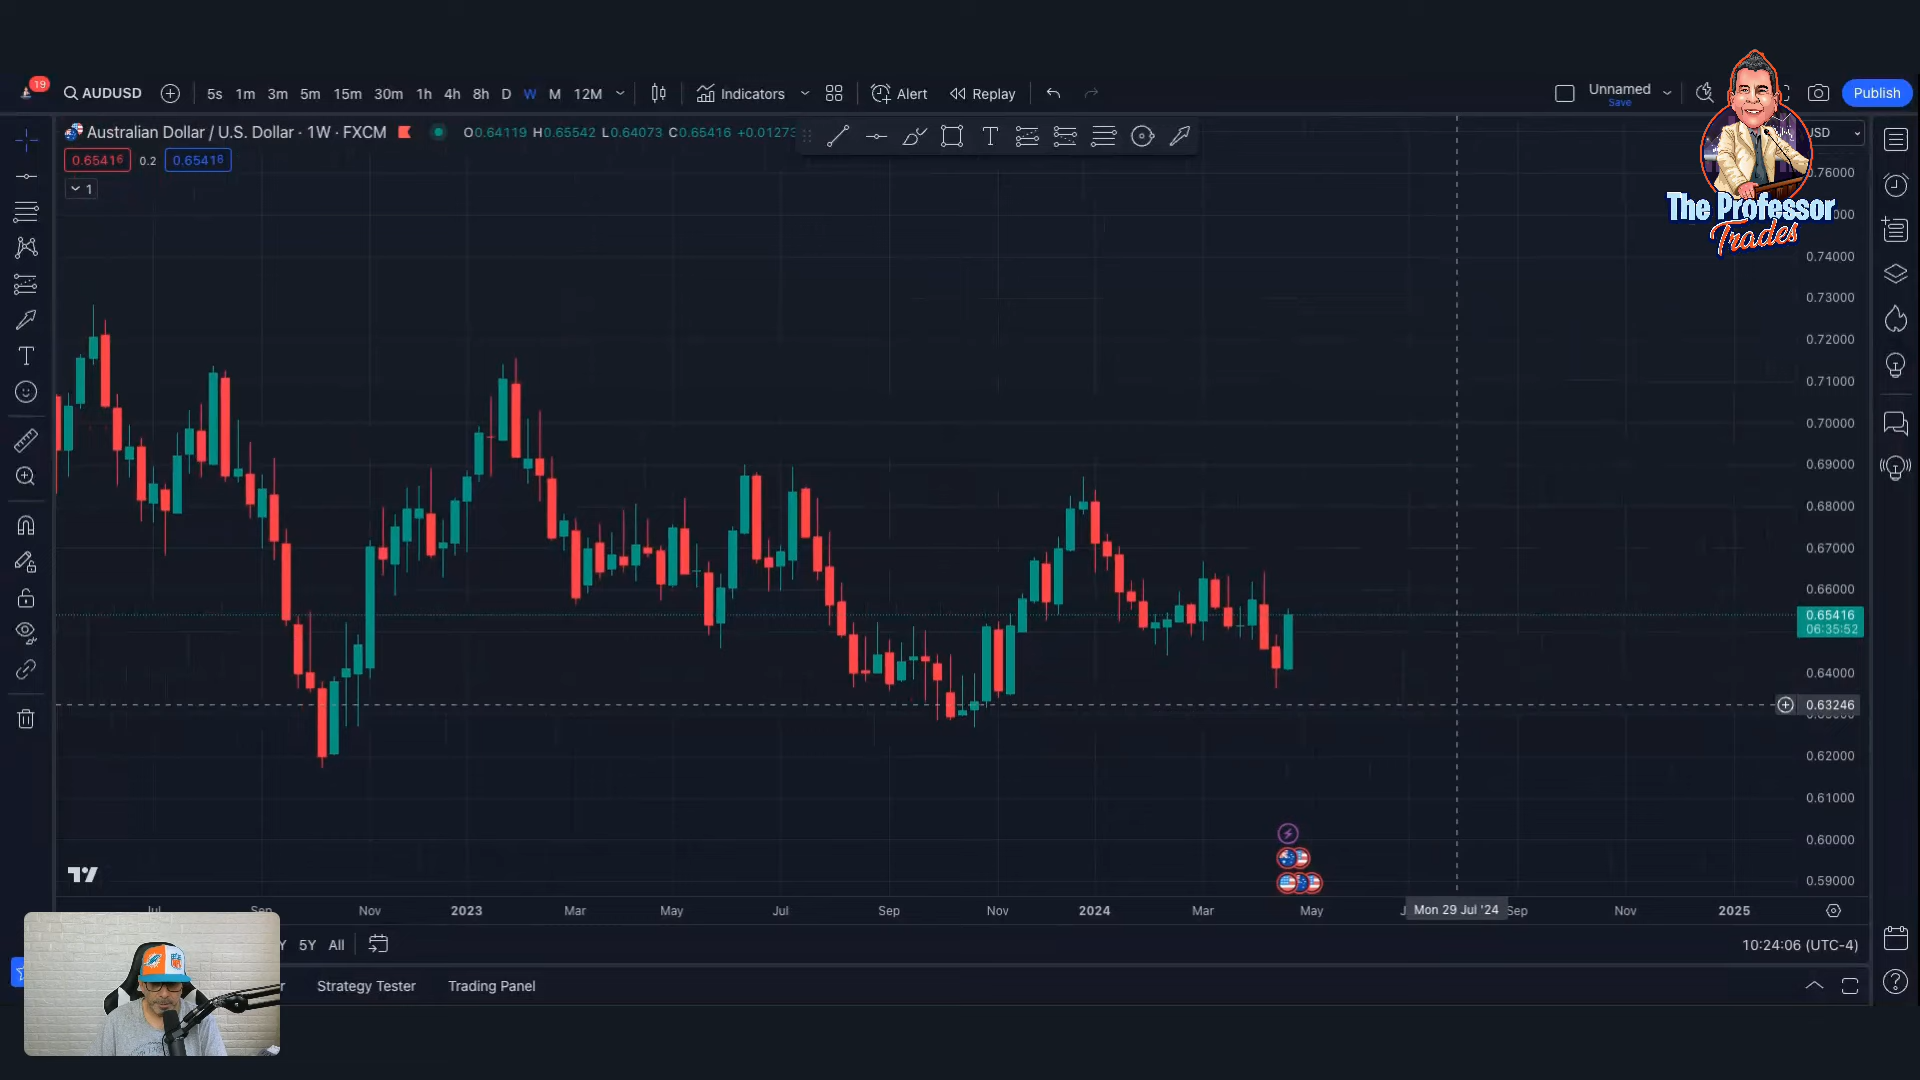 19
AUDUSD 5s 1m 3m 5m 15m 30m 1h 4h 8h D W M 12M Indicators Alert Replay Unnamed Save Publish
Australian Dollar / U.S. Dollar · 1W · FXCM O0.64119 H0.65542 L0.64073 C0.65416 +0.01273
0.65416 0.2 0.65418
1
The Professor
Trades
0.76000
0.74000
0.73000
0.72000
0.71000
0.70000
0.69000
0.68000
0.67000
0.66000
0.65416
06:35:52
0.64000
0.63246
0.62000
0.61000
0.60000
0.59000
Nov 2023 Mar May Jul Sep Nov 2024 Mar May Mon 29 Jul '24 Sep Nov 2025
5Y All 10:24:06 (UTC-4)
Strategy Tester Trading Panel